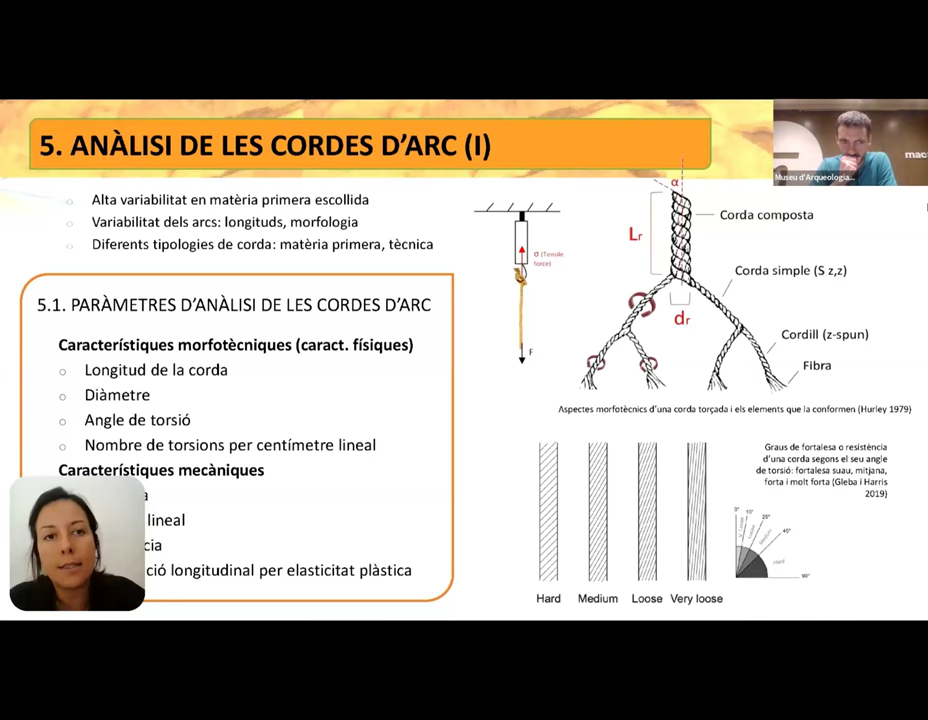 5. ANÀLISI DE LES CORDES D'ARC (I)
mac
Museu d'Arqueologia...
Alta variabilitat en matèria primera escollida
Variabilitat dels arcs: longituds, morfologia
Diferents tipologies de corda: matèria primera, tècnica
5.1. PARÀMETRES D'ANÀLISI DE LES CORDES D'ARC
Característiques morfotècniques (caract. físiques)
Longitud de la corda
Diàmetre
Angle de torsió
Nombre de torsions per centímetre lineal
Característiques mecàniques
a
lineal
cia
ció longitudinal per elasticitat plàstica
σ (Tensile
force)
F
α
Lr
dr
Corda composta
Corda simple (S z,z)
Cordill (z-spun)
Fibra
Aspectes morfotècnics d'una corda torçada i els elements que la conformen (Hurley 1979)
Hard Medium Loose Very loose
Graus de fortalesa o resistència
d'una corda segons el seu angle
de torsió: fortalesa suau, mitjana,
forta i molt forta (Gleba i Harris
2019)
0° 10° 25° 45° 90°
Loose
Medium
Hard